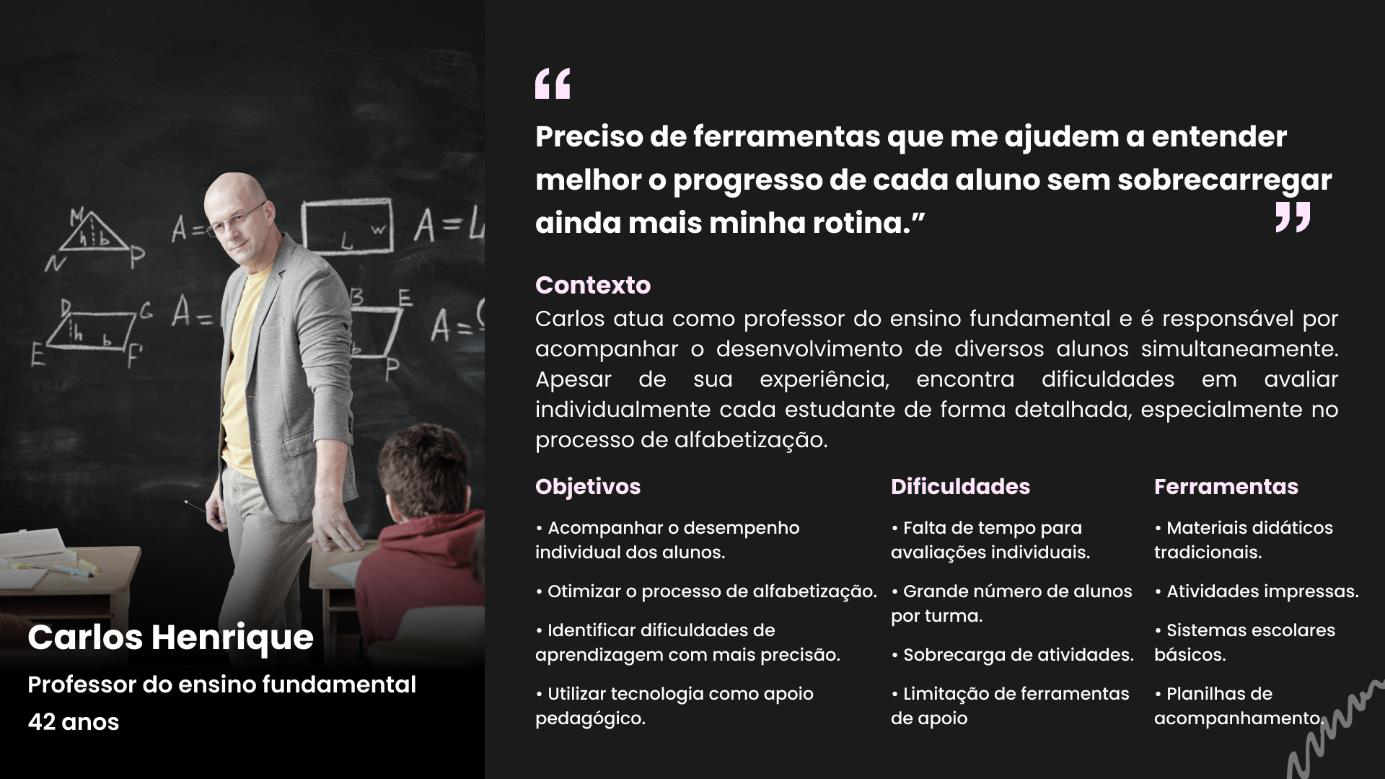 “
Preciso de ferramentas que me ajudem a entender
melhor o progresso de cada aluno sem sobrecarregar
ainda mais minha rotina.”
”
Contexto
Carlos atua como professor do ensino fundamental e é responsável por
acompanhar o desenvolvimento de diversos alunos simultaneamente.
Apesar de sua experiência, encontra dificuldades em avaliar
individualmente cada estudante de forma detalhada, especialmente no
processo de alfabetização.
Objetivos
• Acompanhar o desempenho
individual dos alunos.
• Otimizar o processo de alfabetização.
• Identificar dificuldades de
aprendizagem com mais precisão.
• Utilizar tecnologia como apoio
pedagógico.
Dificuldades
• Falta de tempo para
avaliações individuais.
• Grande número de alunos
por turma.
• Sobrecarga de atividades.
• Limitação de ferramentas
de apoio
Ferramentas
• Materiais didáticos
tradicionais.
• Atividades impressas.
• Sistemas escolares
básicos.
• Planilhas de
acompanhamento.
M h b N P
A =
L w
A = L
D G h b E F'
A =
B E b P
A =
Carlos Henrique
Professor do ensino fundamental
42 anos